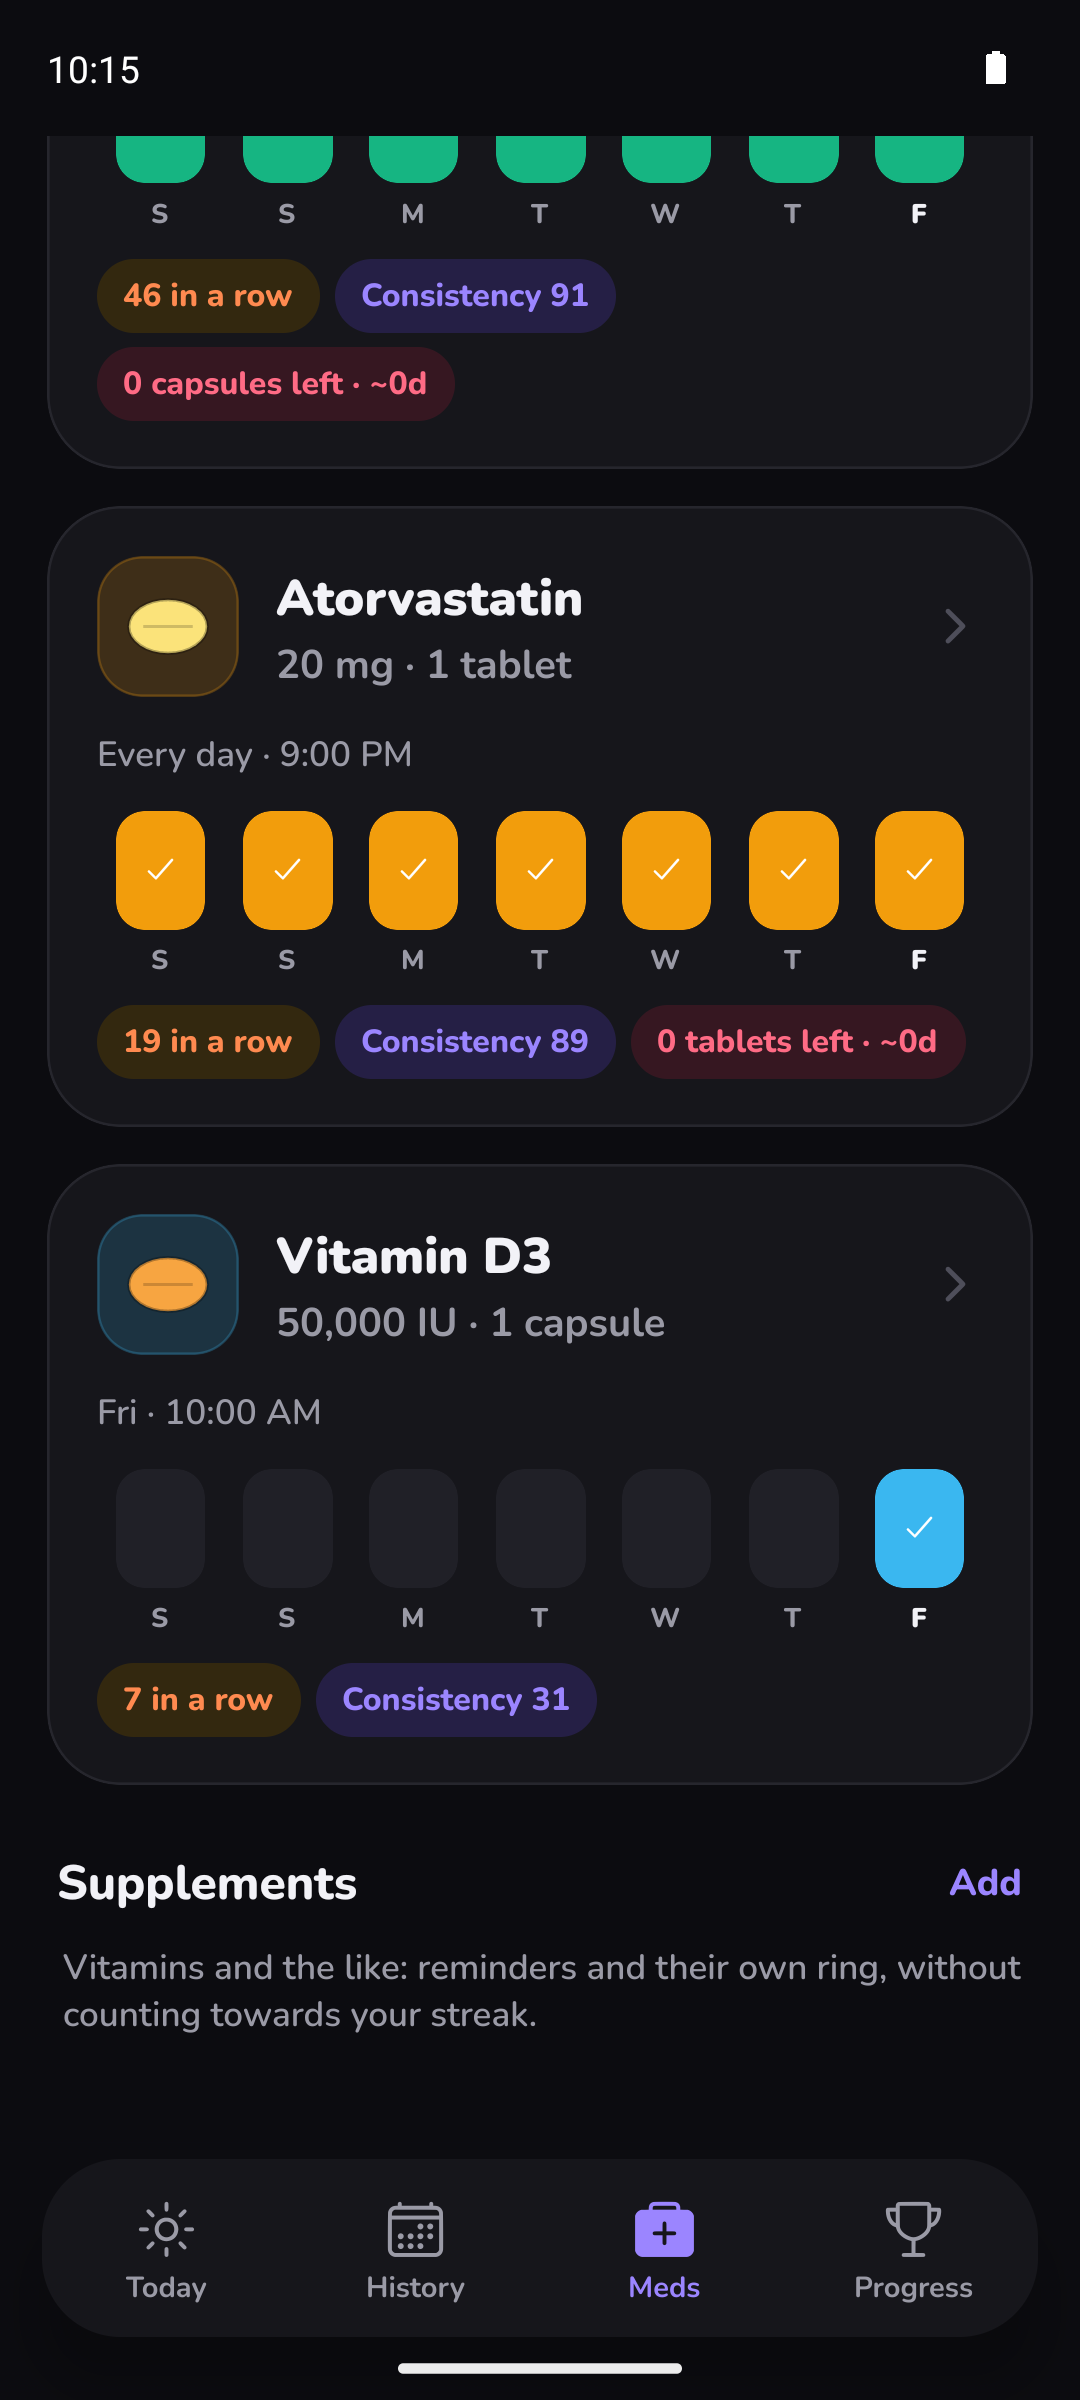 10:15
S S M T W T F
46 in a row Consistency 91
0 capsules left · ~0d
Atorvastatin
20 mg · 1 tablet
Every day · 9:00 PM
S S M T W T F
19 in a row Consistency 89 0 tablets left · ~0d
Vitamin D3
50,000 IU · 1 capsule
Fri · 10:00 AM
S S M T W T F
7 in a row Consistency 31
Supplements Add
Vitamins and the like: reminders and their own ring, without
counting towards your streak.
Today History Meds Progress